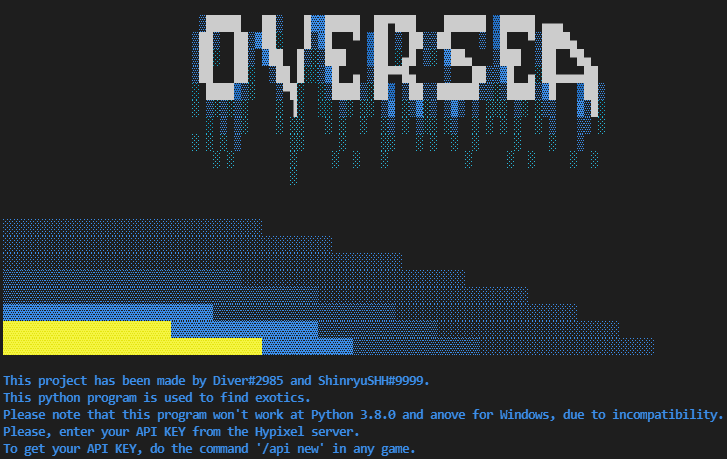 ODYERSEA
This project has been made by Diver#2985 and ShinryuSHH#9999.
This python program is used to find exotics.
Please note that this program won't work at Python 3.8.0 and anove for Windows, due to incompatibility.
Please, enter your API KEY from the Hypixel server.
To get your API KEY, do the command '/api new' in any game.